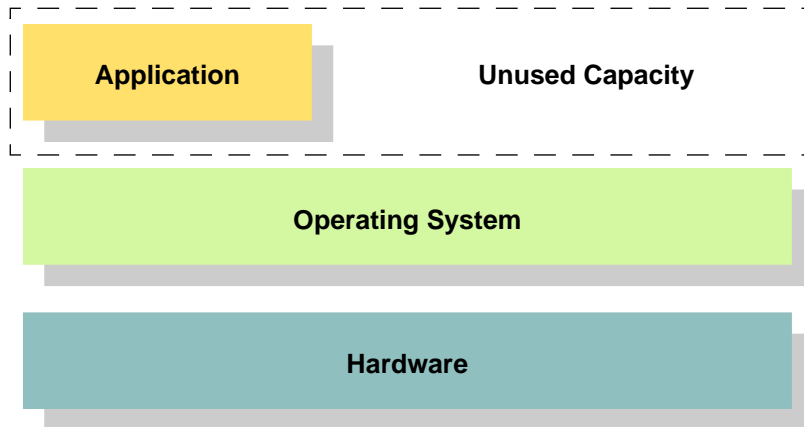 Application
Unused Capacity
Operating System
Hardware